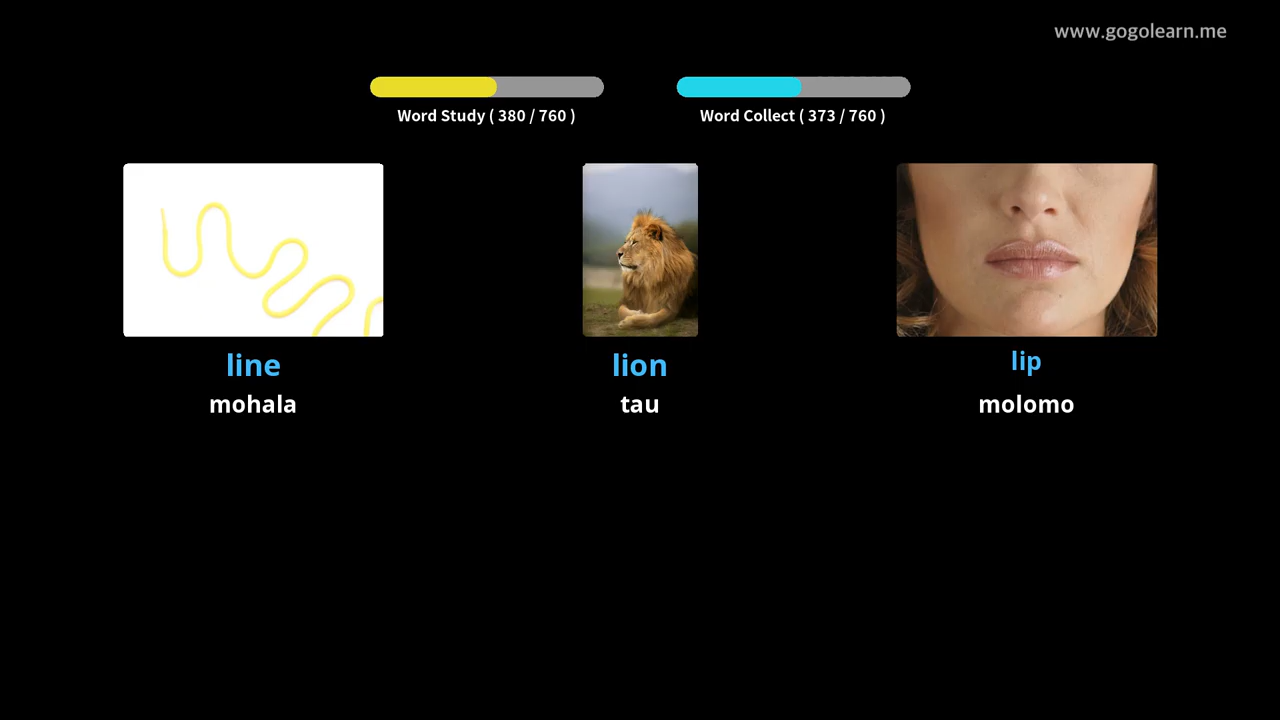 www.gogolearn.me
Word Study ( 380 / 760 )
Word Collect ( 373 / 760 )
line
lion
lip
mohala
tau
molomo